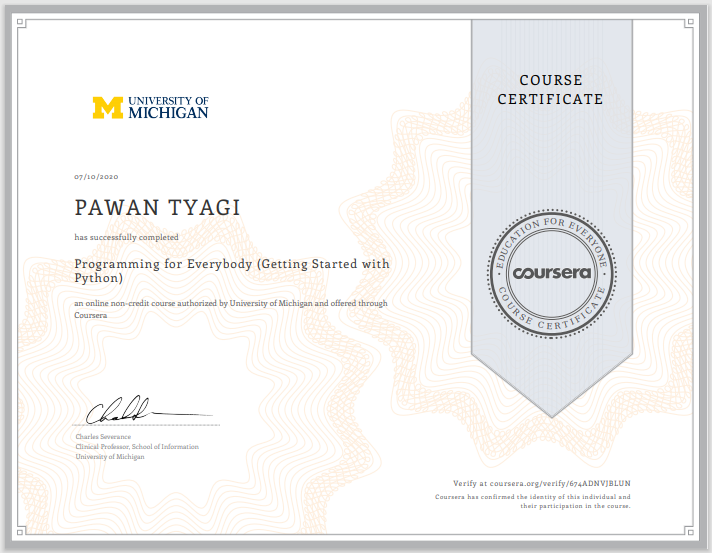 COURSE
CERTIFICATE
UNIVERSITY OF
MICHIGAN
07/10/2020
PAWAN TYAGI
has successfully completed
Programming for Everybody (Getting Started with
Python)
an online non-credit course authorized by University of Michigan and offered through
Coursera
EDUCATION FOR EVERYONE
coursera
COURSE CERTIFICATE
Charles Severance
Clinical Professor, School of Information
University of Michigan
Verify at coursera.org/verify/674ADNVJBLUN
Coursera has confirmed the identity of this individual and
their participation in the course.